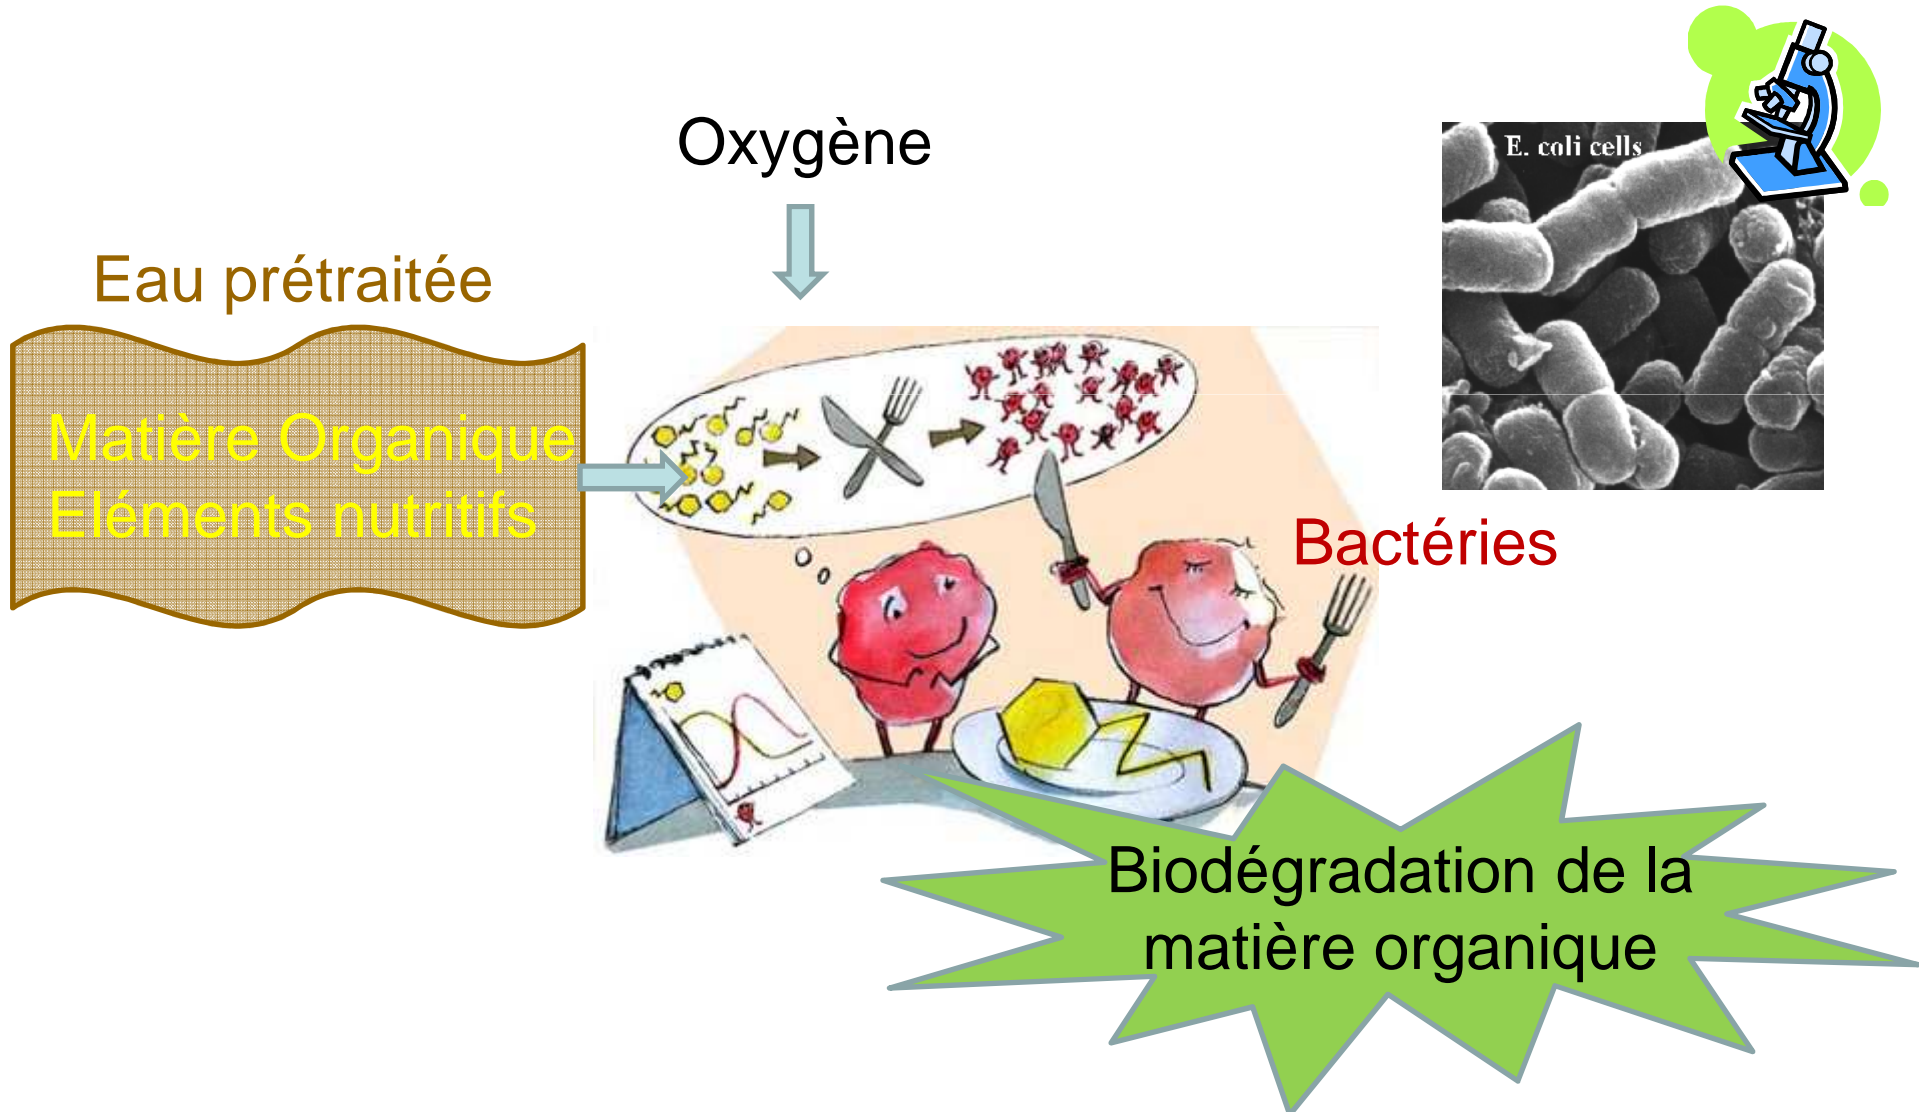 Oxygène
E. coli cells
Eau prétraitée
Matière Organique
Eléments nutritifs
Bactéries
Biodégradation de la
matière organique